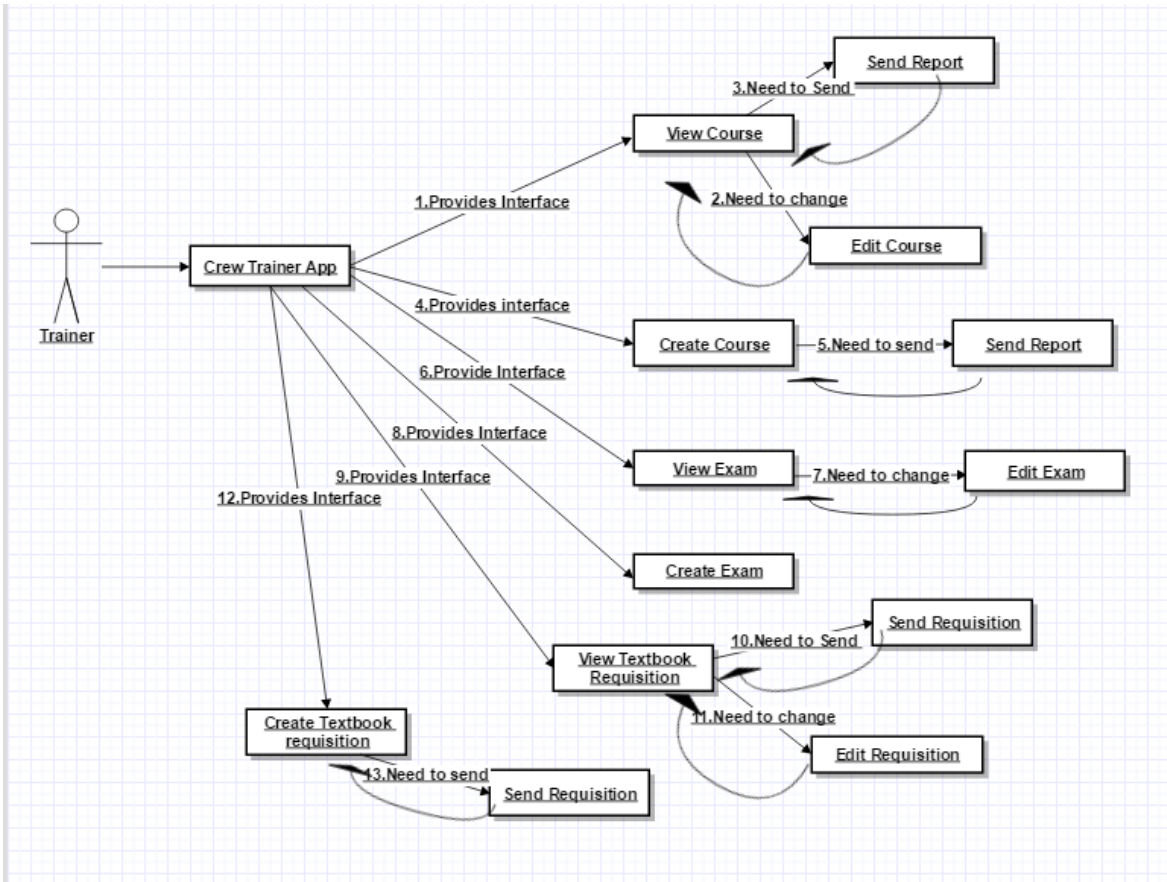 Send Report
3.Need to Send
View Course
1.Provides Interface
2.Need to change
Edit Course
Crew Trainer App
Trainer
4.Provides interface
Create Course
5.Need to send
Send Report
6.Provide Interface
8.Provides Interface
View Exam
7.Need to change
Edit Exam
9.Provides Interface
12.Provides Interface
Create Exam
Send Requisition
10.Need to Send
View Textbook
Requisition
11.Need to change
Edit Requisition
Create Textbook
requisition
13.Need to send
Send Requisition